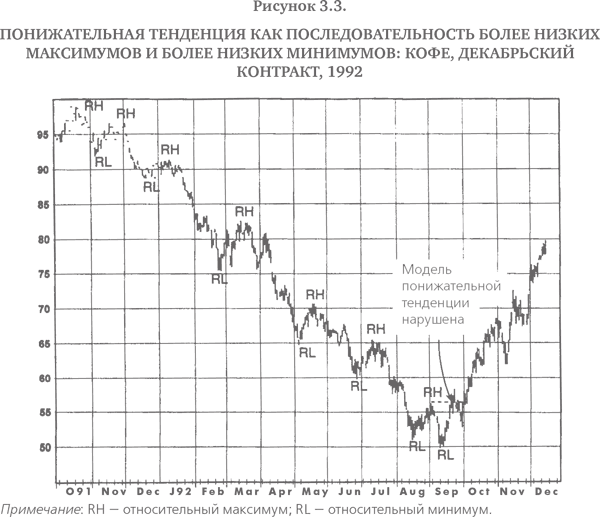 Рисунок 3.3.
ПОНИЖАТЕЛЬНАЯ ТЕНДЕНЦИЯ КАК ПОСЛЕДОВАТЕЛЬНОСТЬ БОЛЕЕ НИЗКИХ
МАКСИМУМОВ И БОЛЕЕ НИЗКИХ МИНИМУМОВ: КОФЕ, ДЕКАБРЬСКИЙ
КОНТРАКТ, 1992
RH
RH
95
RL
RH
90
RL
85
RH
80
RL
75
Модель
понижательной
тенденции
нарушена
RH
70
RH
65
RL
60
RL
RH
55
50
RL
RL
O91 Nov Dec J92 Feb Mar Apr May Jun Jul Aug Sep Oct Nov Dec
Примечание: RH — относительный максимум; RL — относительный минимум.